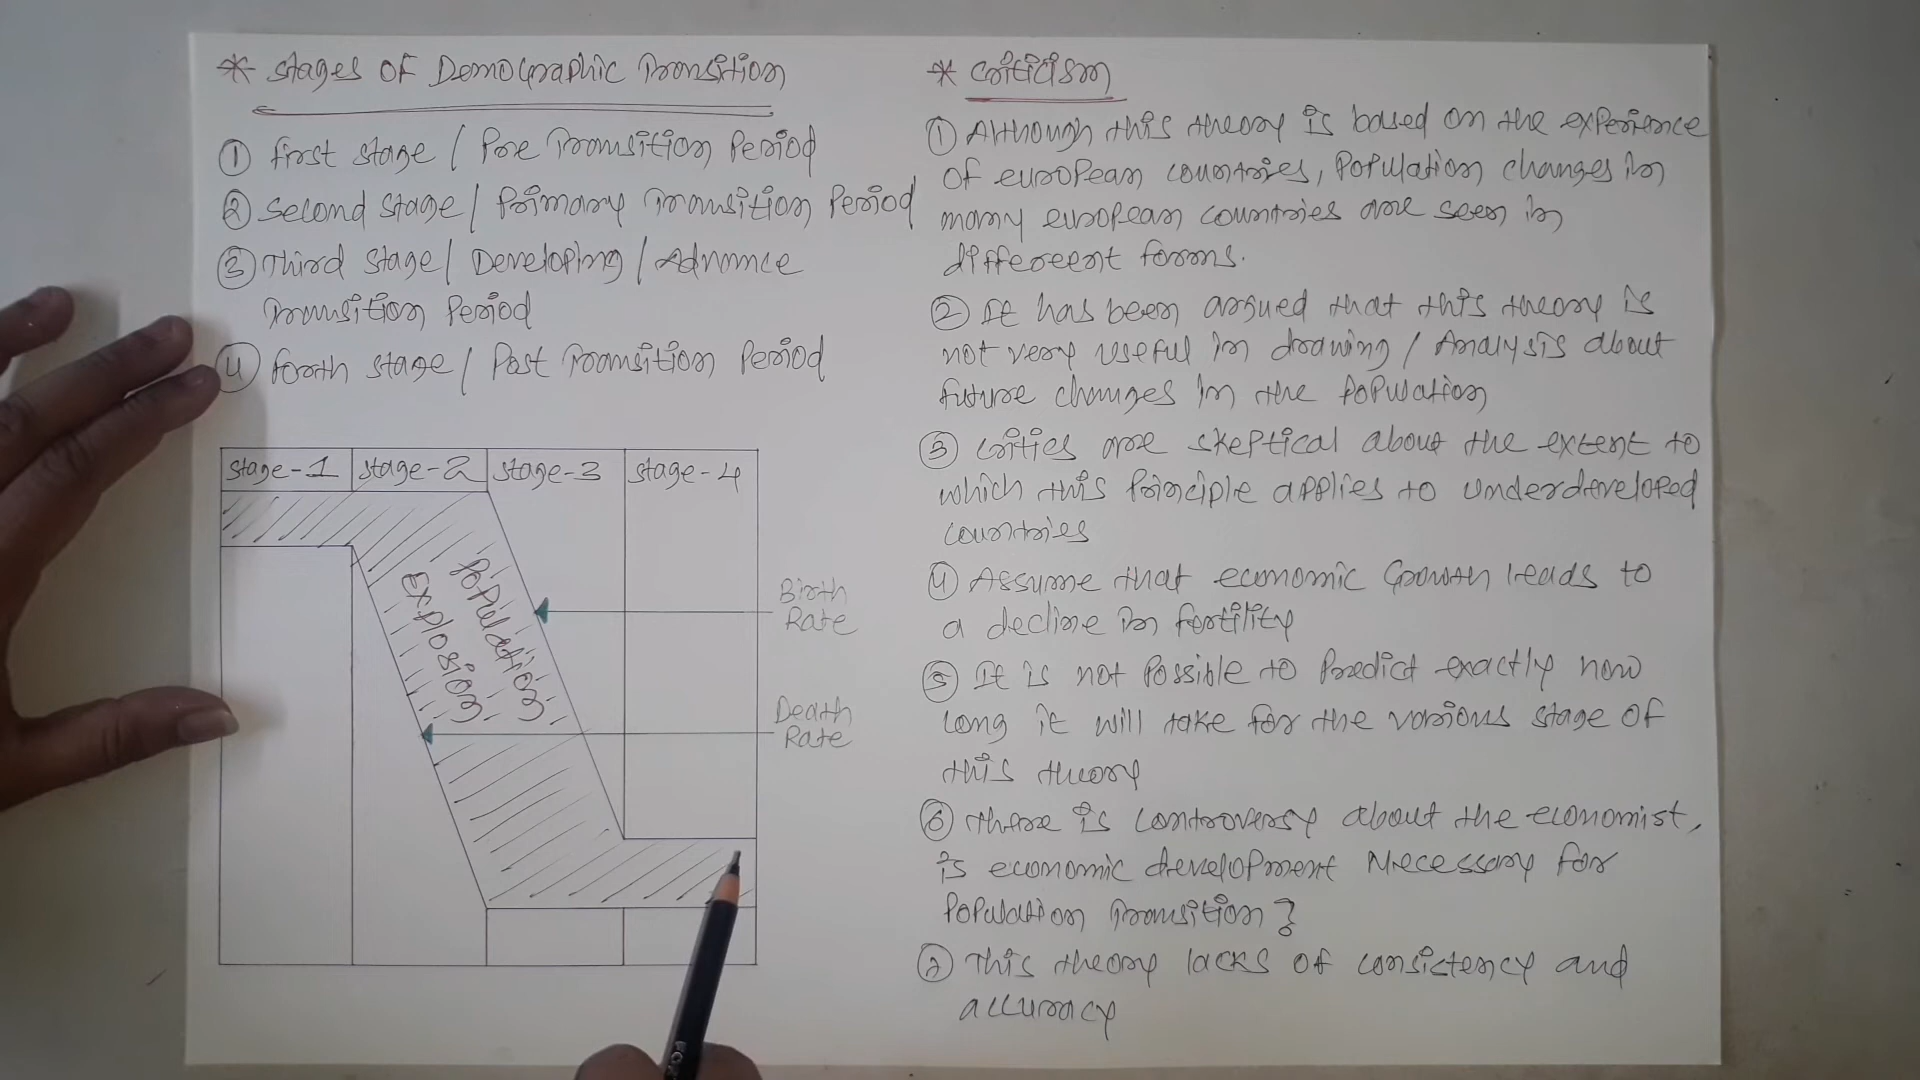 * Stages of Demographic Transition
① First Stage / Pre Transition Period
② Second Stage / Primary Transition Period
③ Third Stage / Developing / Advance
Transition Period
④ Forth Stage / Post Transition Period
Stage-1 Stage-2 Stage-3 Stage-4
Population
Explosion
Birth
Rate
Death
Rate
* Criticism
① Although this theory is based on the experience
of european countries, Population changes in
many european countries are seen in
different forms.
② It has been argued that this theory is
not very useful in drawing / Analysis about
future changes in the Population
③ Critics are skeptical about the extent to
which this Principle applies to underdeveloped
countries
④ Assume that economic Growth leads to
a decline in fertility
⑤ It is not Possible to Predict exactly how
long it will take for the various stage of
this theory
⑥ There is controversy about the economist,
is economic development Necessary for
Population Transition?
⑦ This theory lacks of consistency and
accuracy